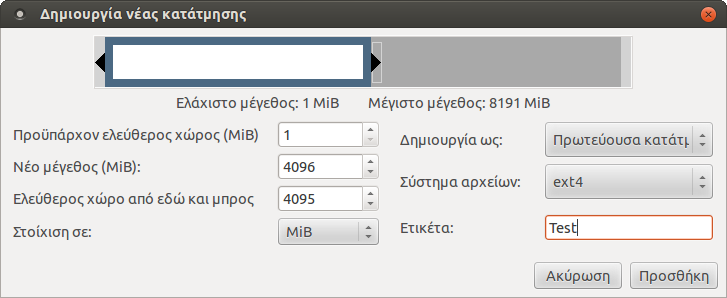 Δημιουργία νέας κατάτμησης
Ελάχιστο μέγεθος: 1 MiB Μέγιστο μέγεθος: 8191 MiB
Προϋπάρχον ελεύθερος χώρος (MiB) 1
Δημιουργία ως: Πρωτεύουσα κατάτμ
Νέο μέγεθος (MiB): 4096
Σύστημα αρχείων: ext4
Ελεύθερος χώρο από εδώ και μπρος 4095
Ετικέτα: Test
Στοίχιση σε: MiB
Ακύρωση Προσθήκη